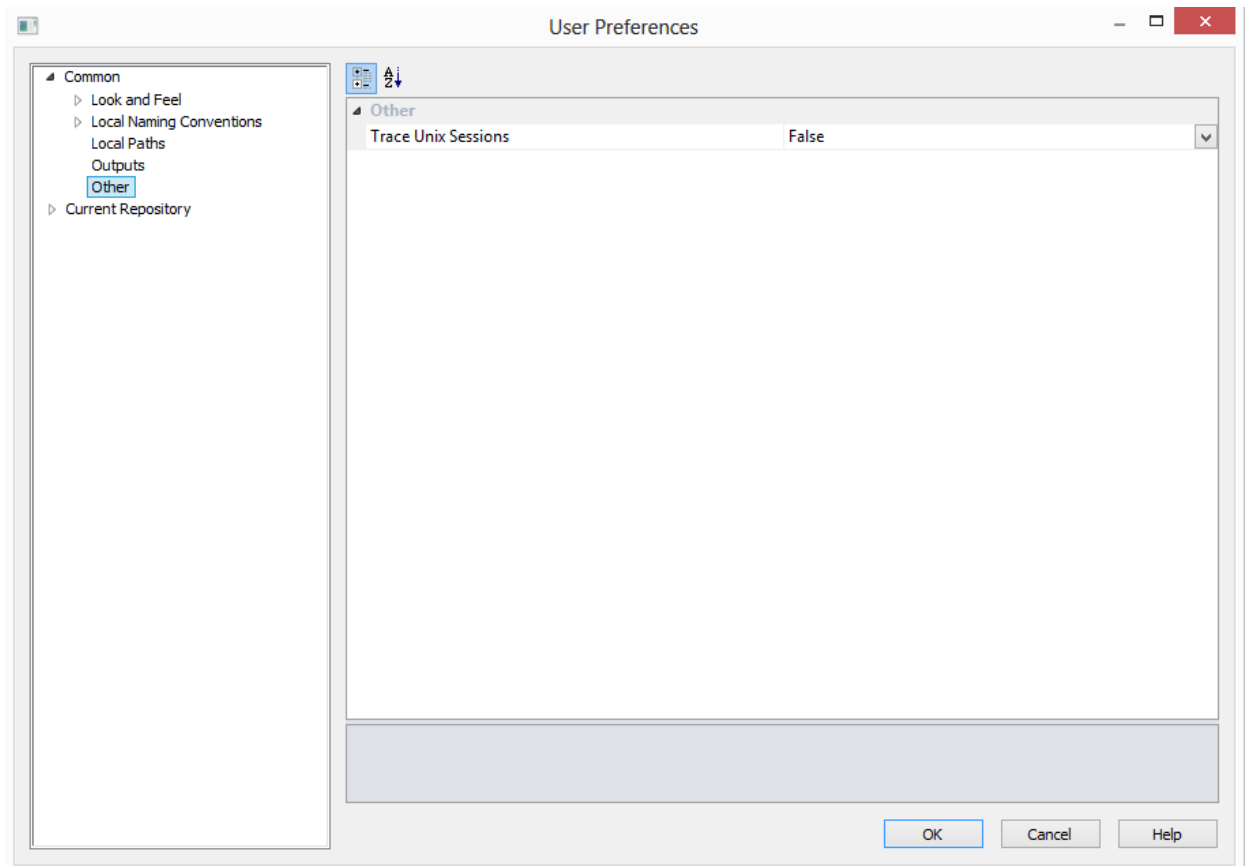 User Preferences
Common
Look and Feel
Local Naming Conventions
Local Paths
Outputs
Other
Current Repository
Other
Trace Unix Sessions False
OK Cancel Help